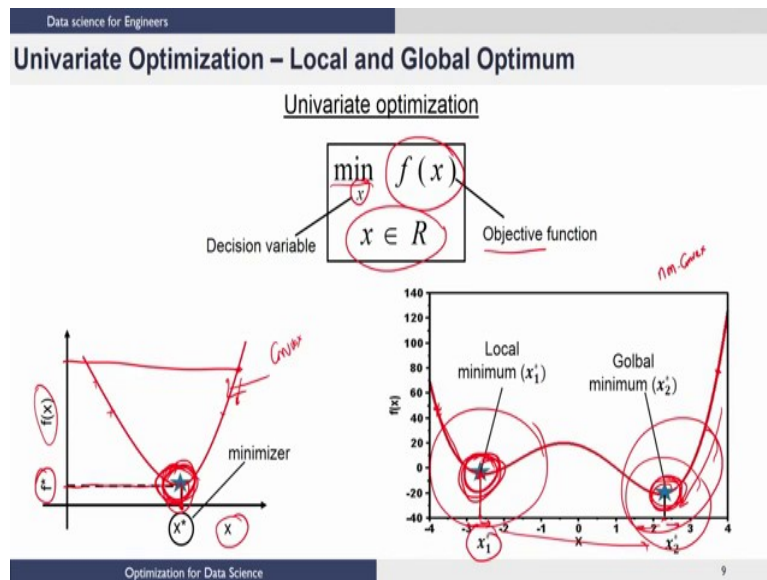 Data science for Engineers
Univariate Optimization – Local and Global Optimum
Univariate optimization
min f(x)
x
x ∈ R
Decision variable
Objective function
non-convex
Convex
f(x)
f*
minimizer
x*
x
140
120
100
80
60
40
20
0
-20
-40
f(x)
Local
minimum (x₁*)
Golbal
minimum (x₂*)
-4 -3 -2 -1 0 1 2 3 4
x
x₁*
x₂*
Optimization for Data Science
9